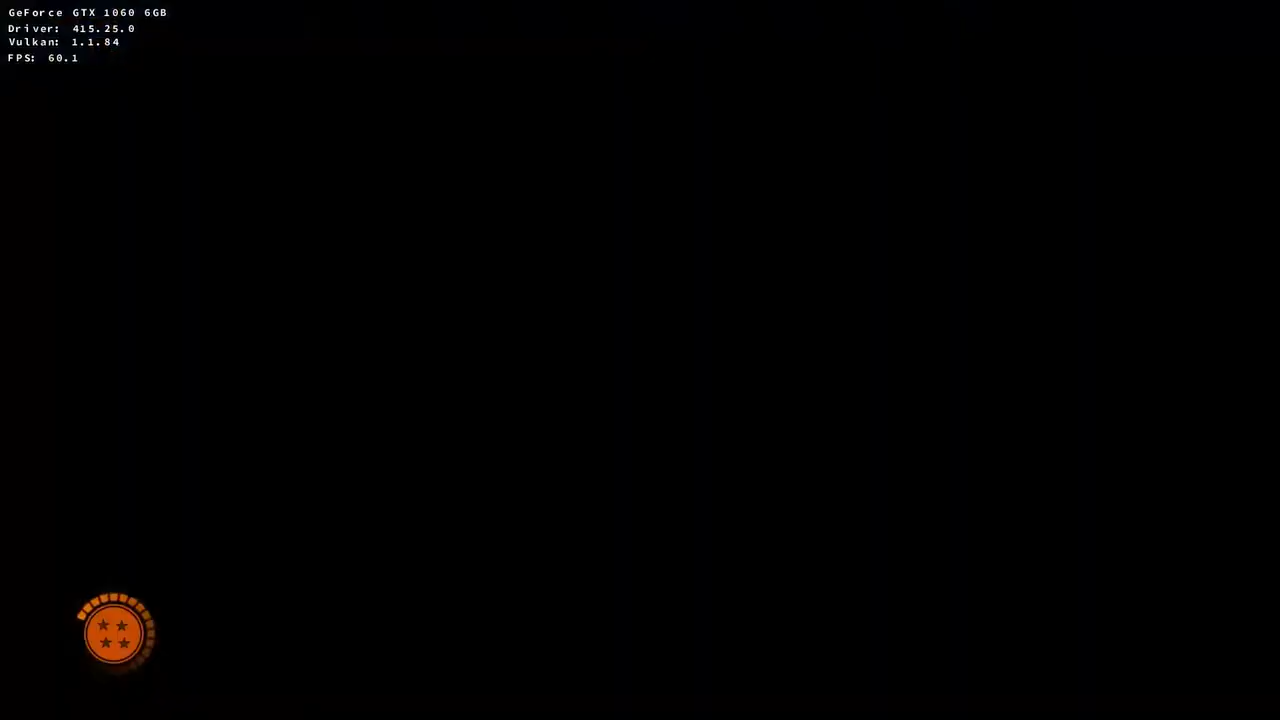 GeForce GTX 1060 6GB
Driver: 415.25.0
Vulkan: 1.1.84
FPS: 60.1